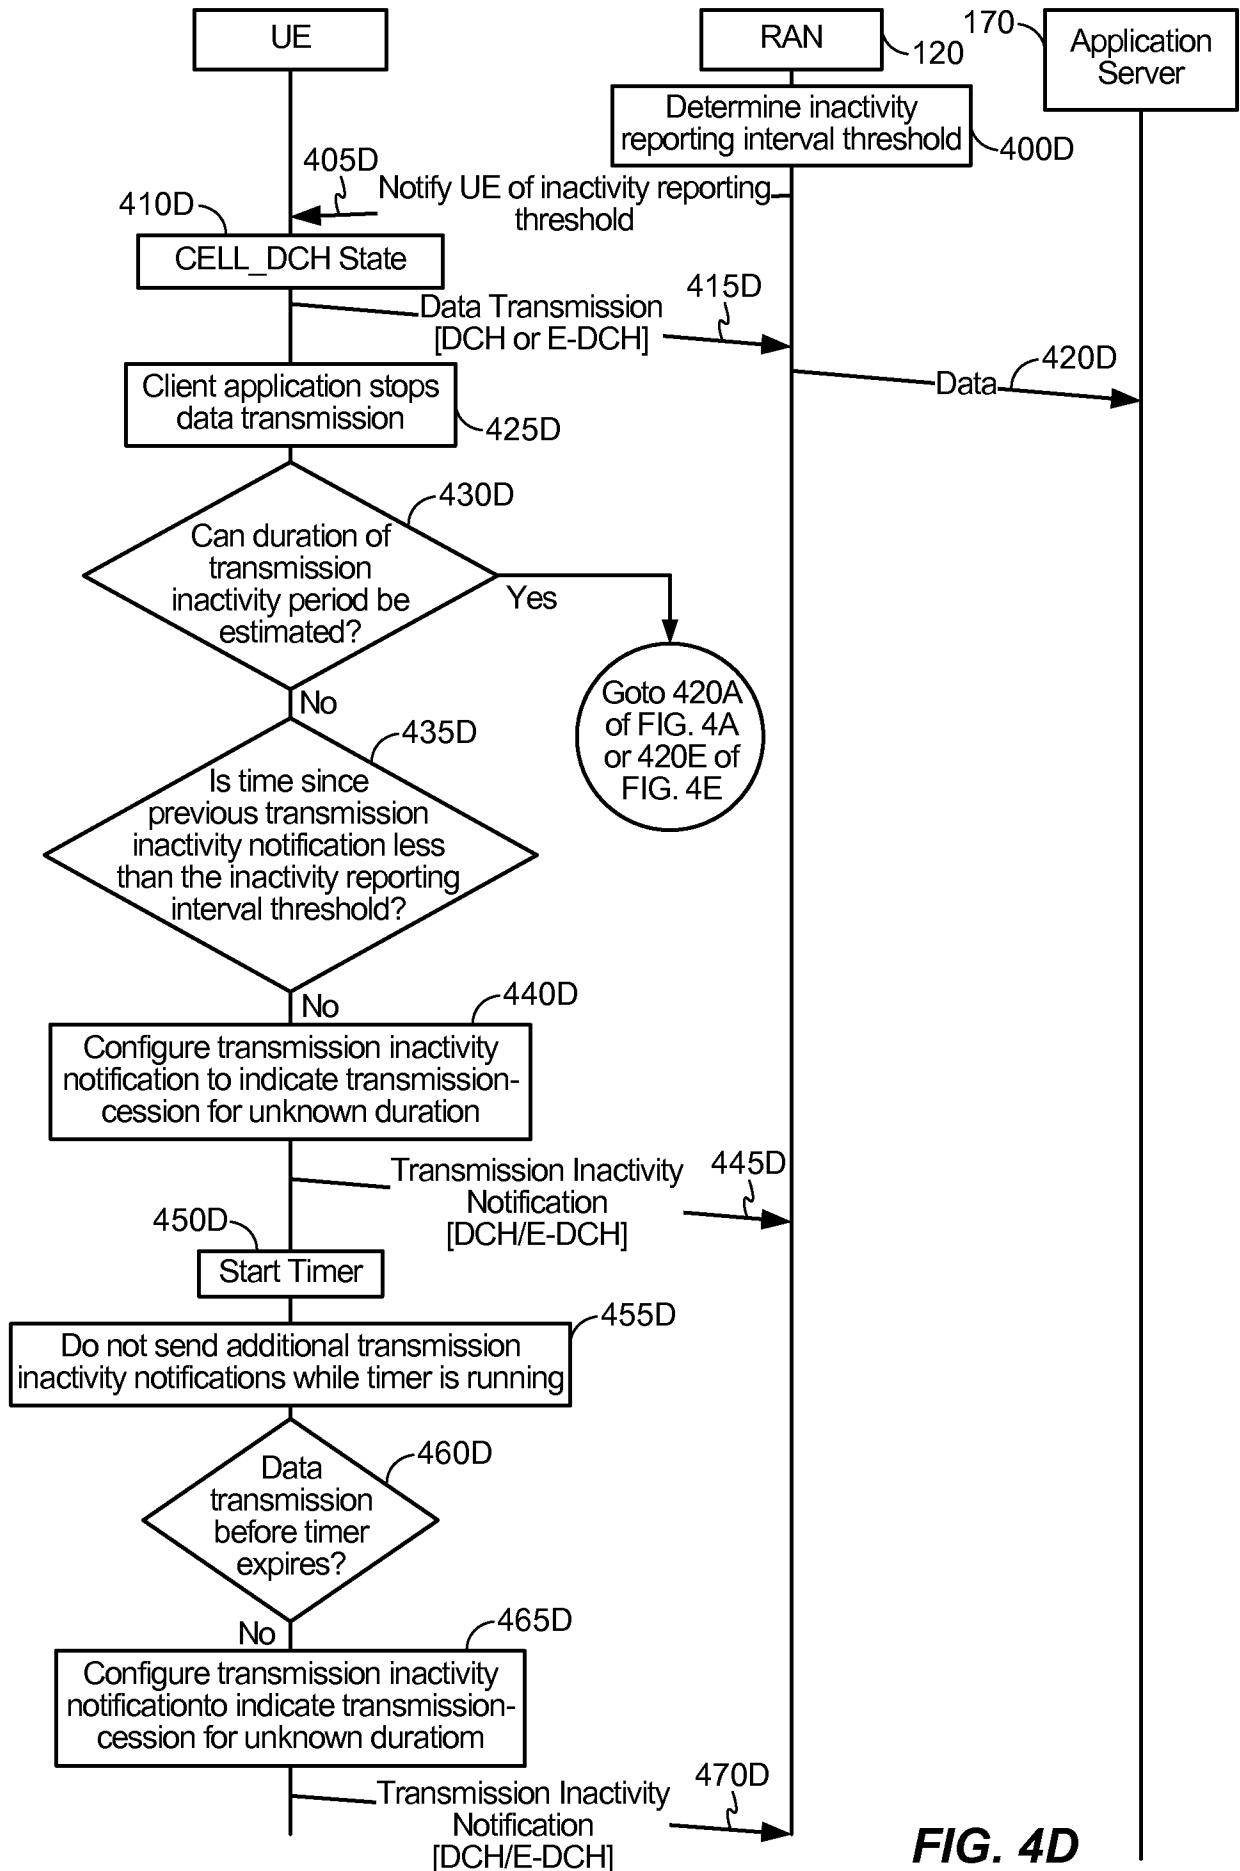 UE
RAN
120
170
Application
Server
Determine inactivity
reporting interval threshold
400D
405D
Notify UE of inactivity reporting
threshold
410D
CELL_DCH State
Data Transmission
[DCH or E-DCH]
415D
Data
420D
Client application stops
data transmission
425D
430D
Can duration of
transmission
inactivity period be
estimated?
Yes
No
Goto 420A
of FIG. 4A
or 420E of
FIG. 4E
435D
Is time since
previous transmission
inactivity notification less
than the inactivity reporting
interval threshold?
No
440D
Configure transmission inactivity
notification to indicate transmission-
cession for unknown duration
Transmission Inactivity
Notification
[DCH/E-DCH]
445D
450D
Start Timer
455D
Do not send additional transmission
inactivity notifications while timer is running
460D
Data
transmission
before timer
expires?
No
465D
Configure transmission inactivity
notificationto indicate transmission-
cession for unknown duratiom
Transmission Inactivity
Notification
[DCH/E-DCH]
470D
FIG. 4D